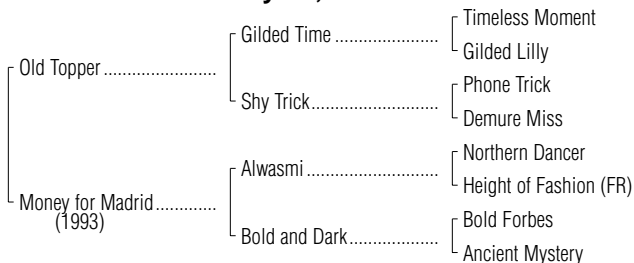 Timeless Moment
Gilded Time ........................
Gilded Lilly
Old Topper ..........................
Phone Trick
Shy Trick.............................
Demure Miss
Northern Dancer
Alwasmi ..............................
Height of Fashion (FR)
Money for Madrid..............
(1993)
Bold Forbes
Bold and Dark.....................
Ancient Mystery